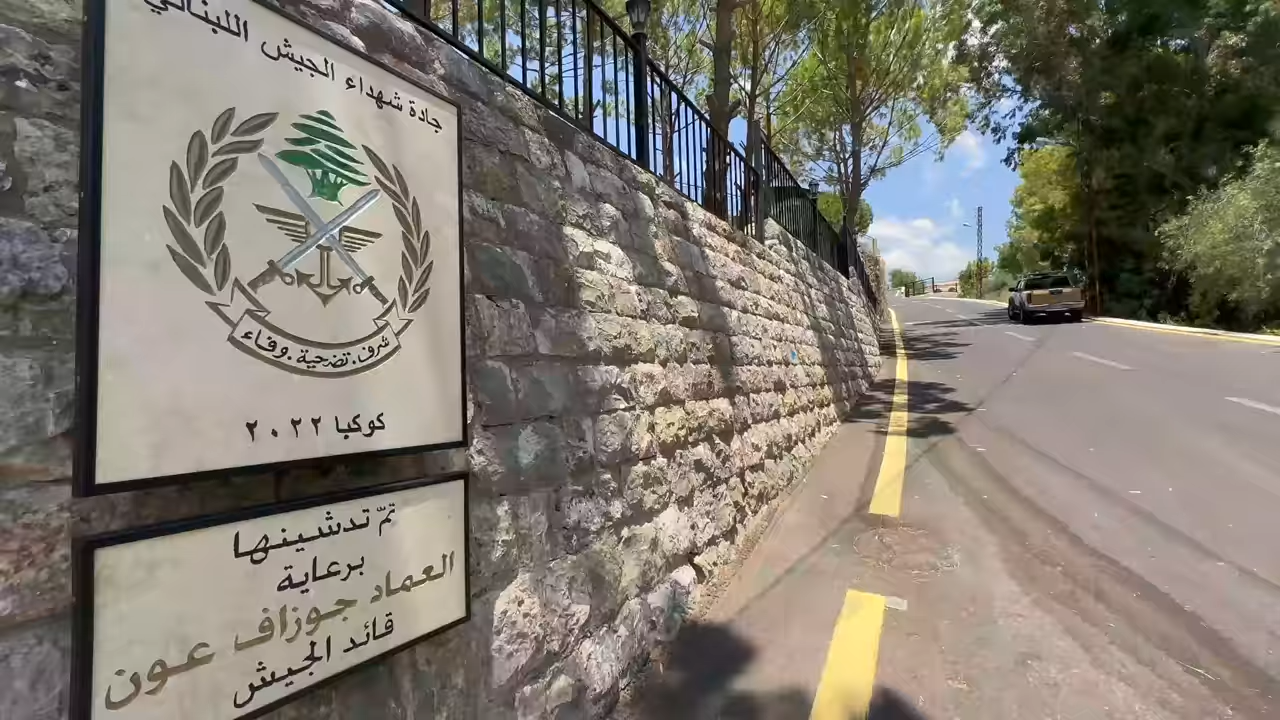 جادة شهداء الجيش اللبناني
شرف.تضحية.وفاء
كوكبا ٢٠٢٢
تمّ تدشينها
برعاية
العماد جوزاف عون
قائد الجيش